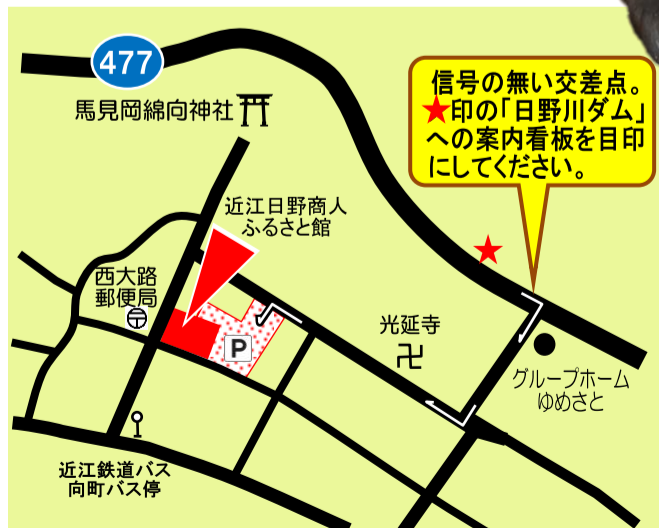 477
信号の無い交差点。
★印の「日野川ダム」
への案内看板を目印
にしてください。
馬見岡綿向神社
近江日野商人
ふるさと館
西大路
郵便局
P
光延寺
グループホーム
ゆめさと
近江鉄道バス
向町バス停